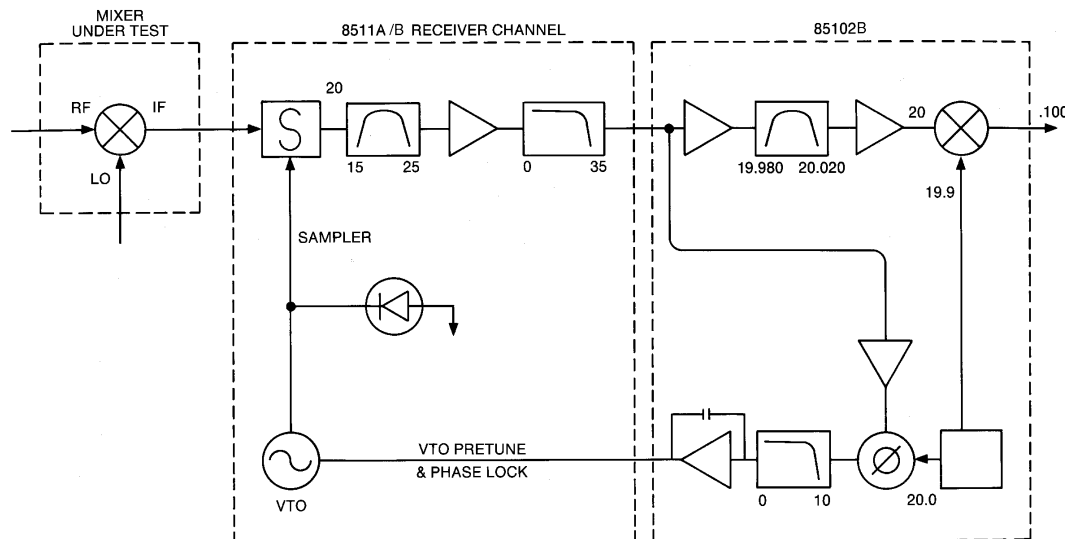 MIXER
UNDER TEST
8511A/B RECEIVER CHANNEL
85102B
RF
IF
LO
20
15 25
0 35
19.980 20.020
20
.100
19.9
SAMPLER
VTO PRETUNE
& PHASE LOCK
VTO
0 10
20.0